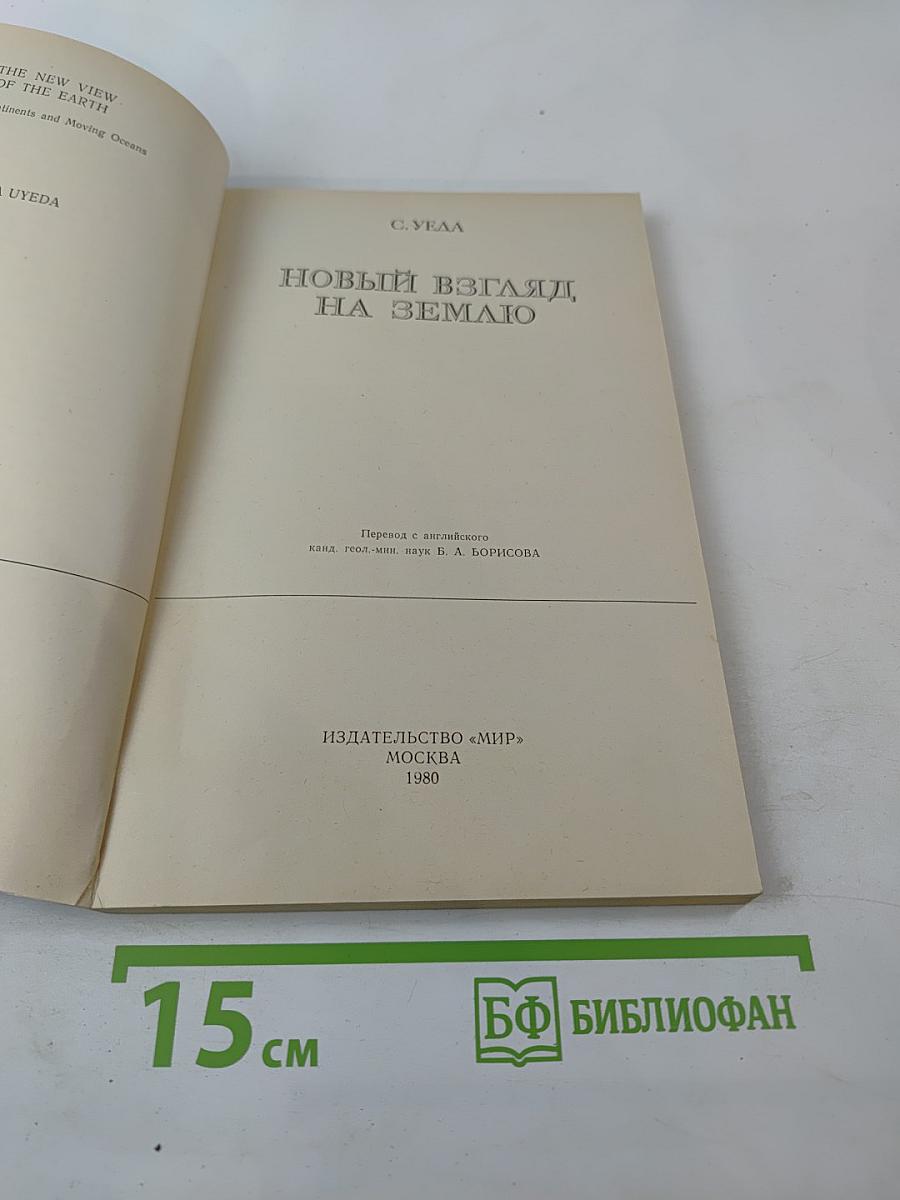 THE NEW VIEW
OF THE EARTH
and Moving Oceans
UYEDA
С. УЕДА
НОВЫЙ ВЗГЛЯД
НА ЗЕМЛЮ
Перевод с английского
канд. геол.-мин. наук Б. А. БОРИСОВА
ИЗДАТЕЛЬСТВО «МИР»
МОСКВА
1980
15 см
БФ БИБЛИОФАН